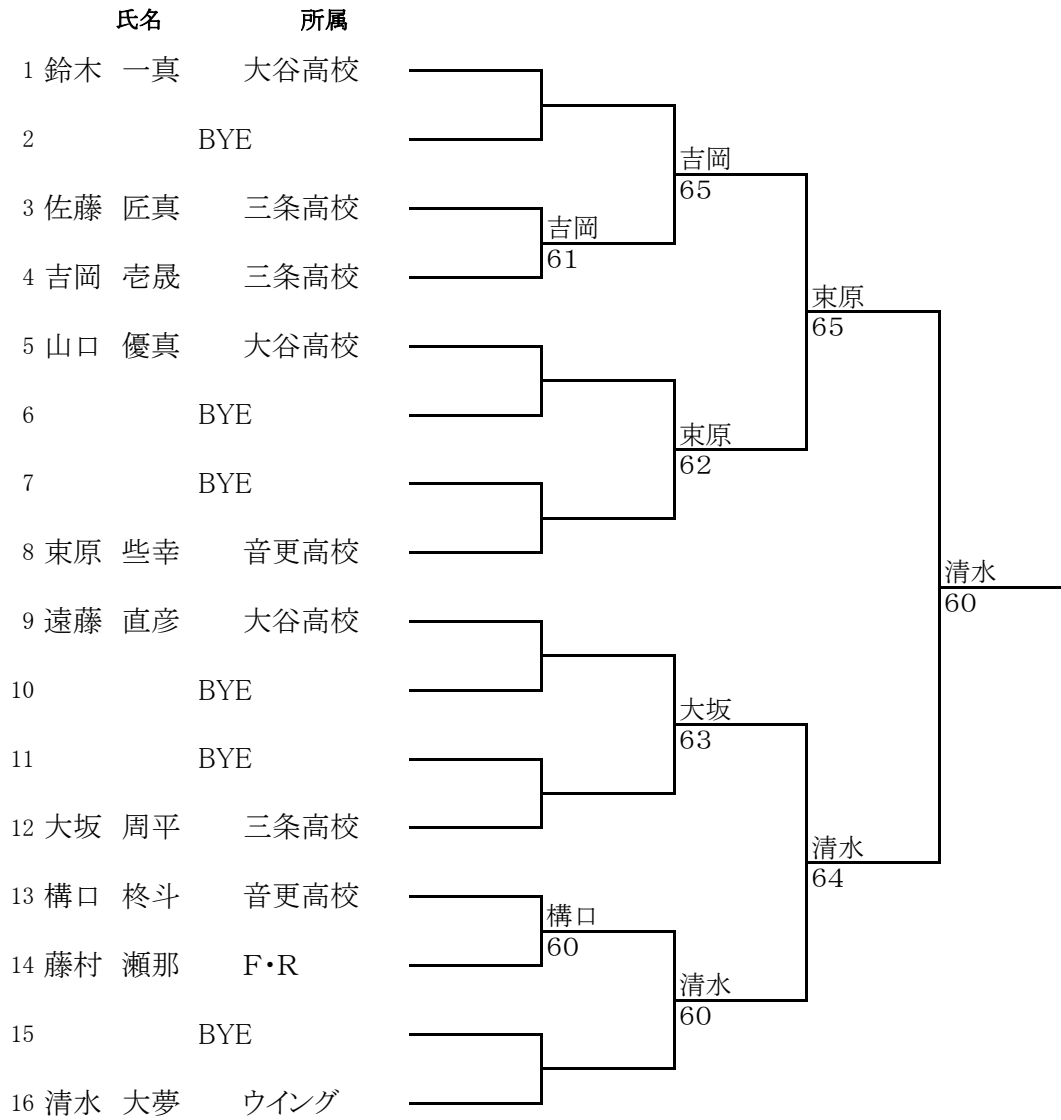 氏名 所属
1 鈴木 一真 大谷高校
2 BYE
吉岡
65
3 佐藤 匠真 三条高校
吉岡
61
4 吉岡 壱晟 三条高校
束原
65
5 山口 優真 大谷高校
6 BYE
束原
62
7 BYE
8 束原 些幸 音更高校
清水
60
9 遠藤 直彦 大谷高校
10 BYE
大坂
63
11 BYE
12 大坂 周平 三条高校
清水
64
13 構口 柊斗 音更高校
構口
60
14 藤村 瀬那 F・R
清水
60
15 BYE
16 清水 大夢 ウイング